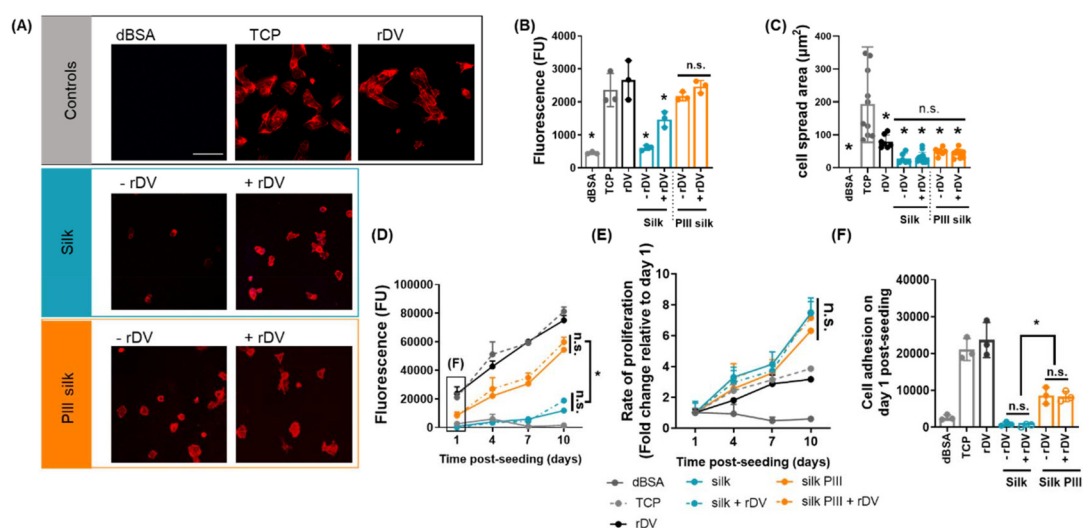 (A)
Controls
dBSA
TCP
rDV
Silk
- rDV
+ rDV
PIII silk
- rDV
+ rDV
(B)
Fluorescence (FU)
4000
3000
2000
1000
0
*
*
*
n.s.
dBSA
TCP
rDV
- rDV
+ rDV
- rDV
+ rDV
Silk
PIII silk
(C)
cell spread area (µm²)
400
300
200
100
0
n.s.
*
*
*
*
*
*
dBSA
TCP
rDV
- rDV
+ rDV
- rDV
+ rDV
Silk
PIII silk
(D)
Fluorescence (FU)
100000
80000
60000
40000
20000
0
(F)
n.s.
n.s.
*
1
4
7
10
Time post-seeding (days)
(E)
Rate of proliferation
(Fold change relative to day 1)
10
8
6
4
2
0
n.s.
1
4
7
10
Time post-seeding (days)
dBSA
TCP
rDV
silk
silk + rDV
silk PIII
silk PIII + rDV
(F)
Cell adhesion on
day 1 post-seeding
40000
30000
20000
10000
0
*
n.s.
n.s.
dBSA
TCP
rDV
- rDV
+ rDV
- rDV
+ rDV
Silk
Silk PIII